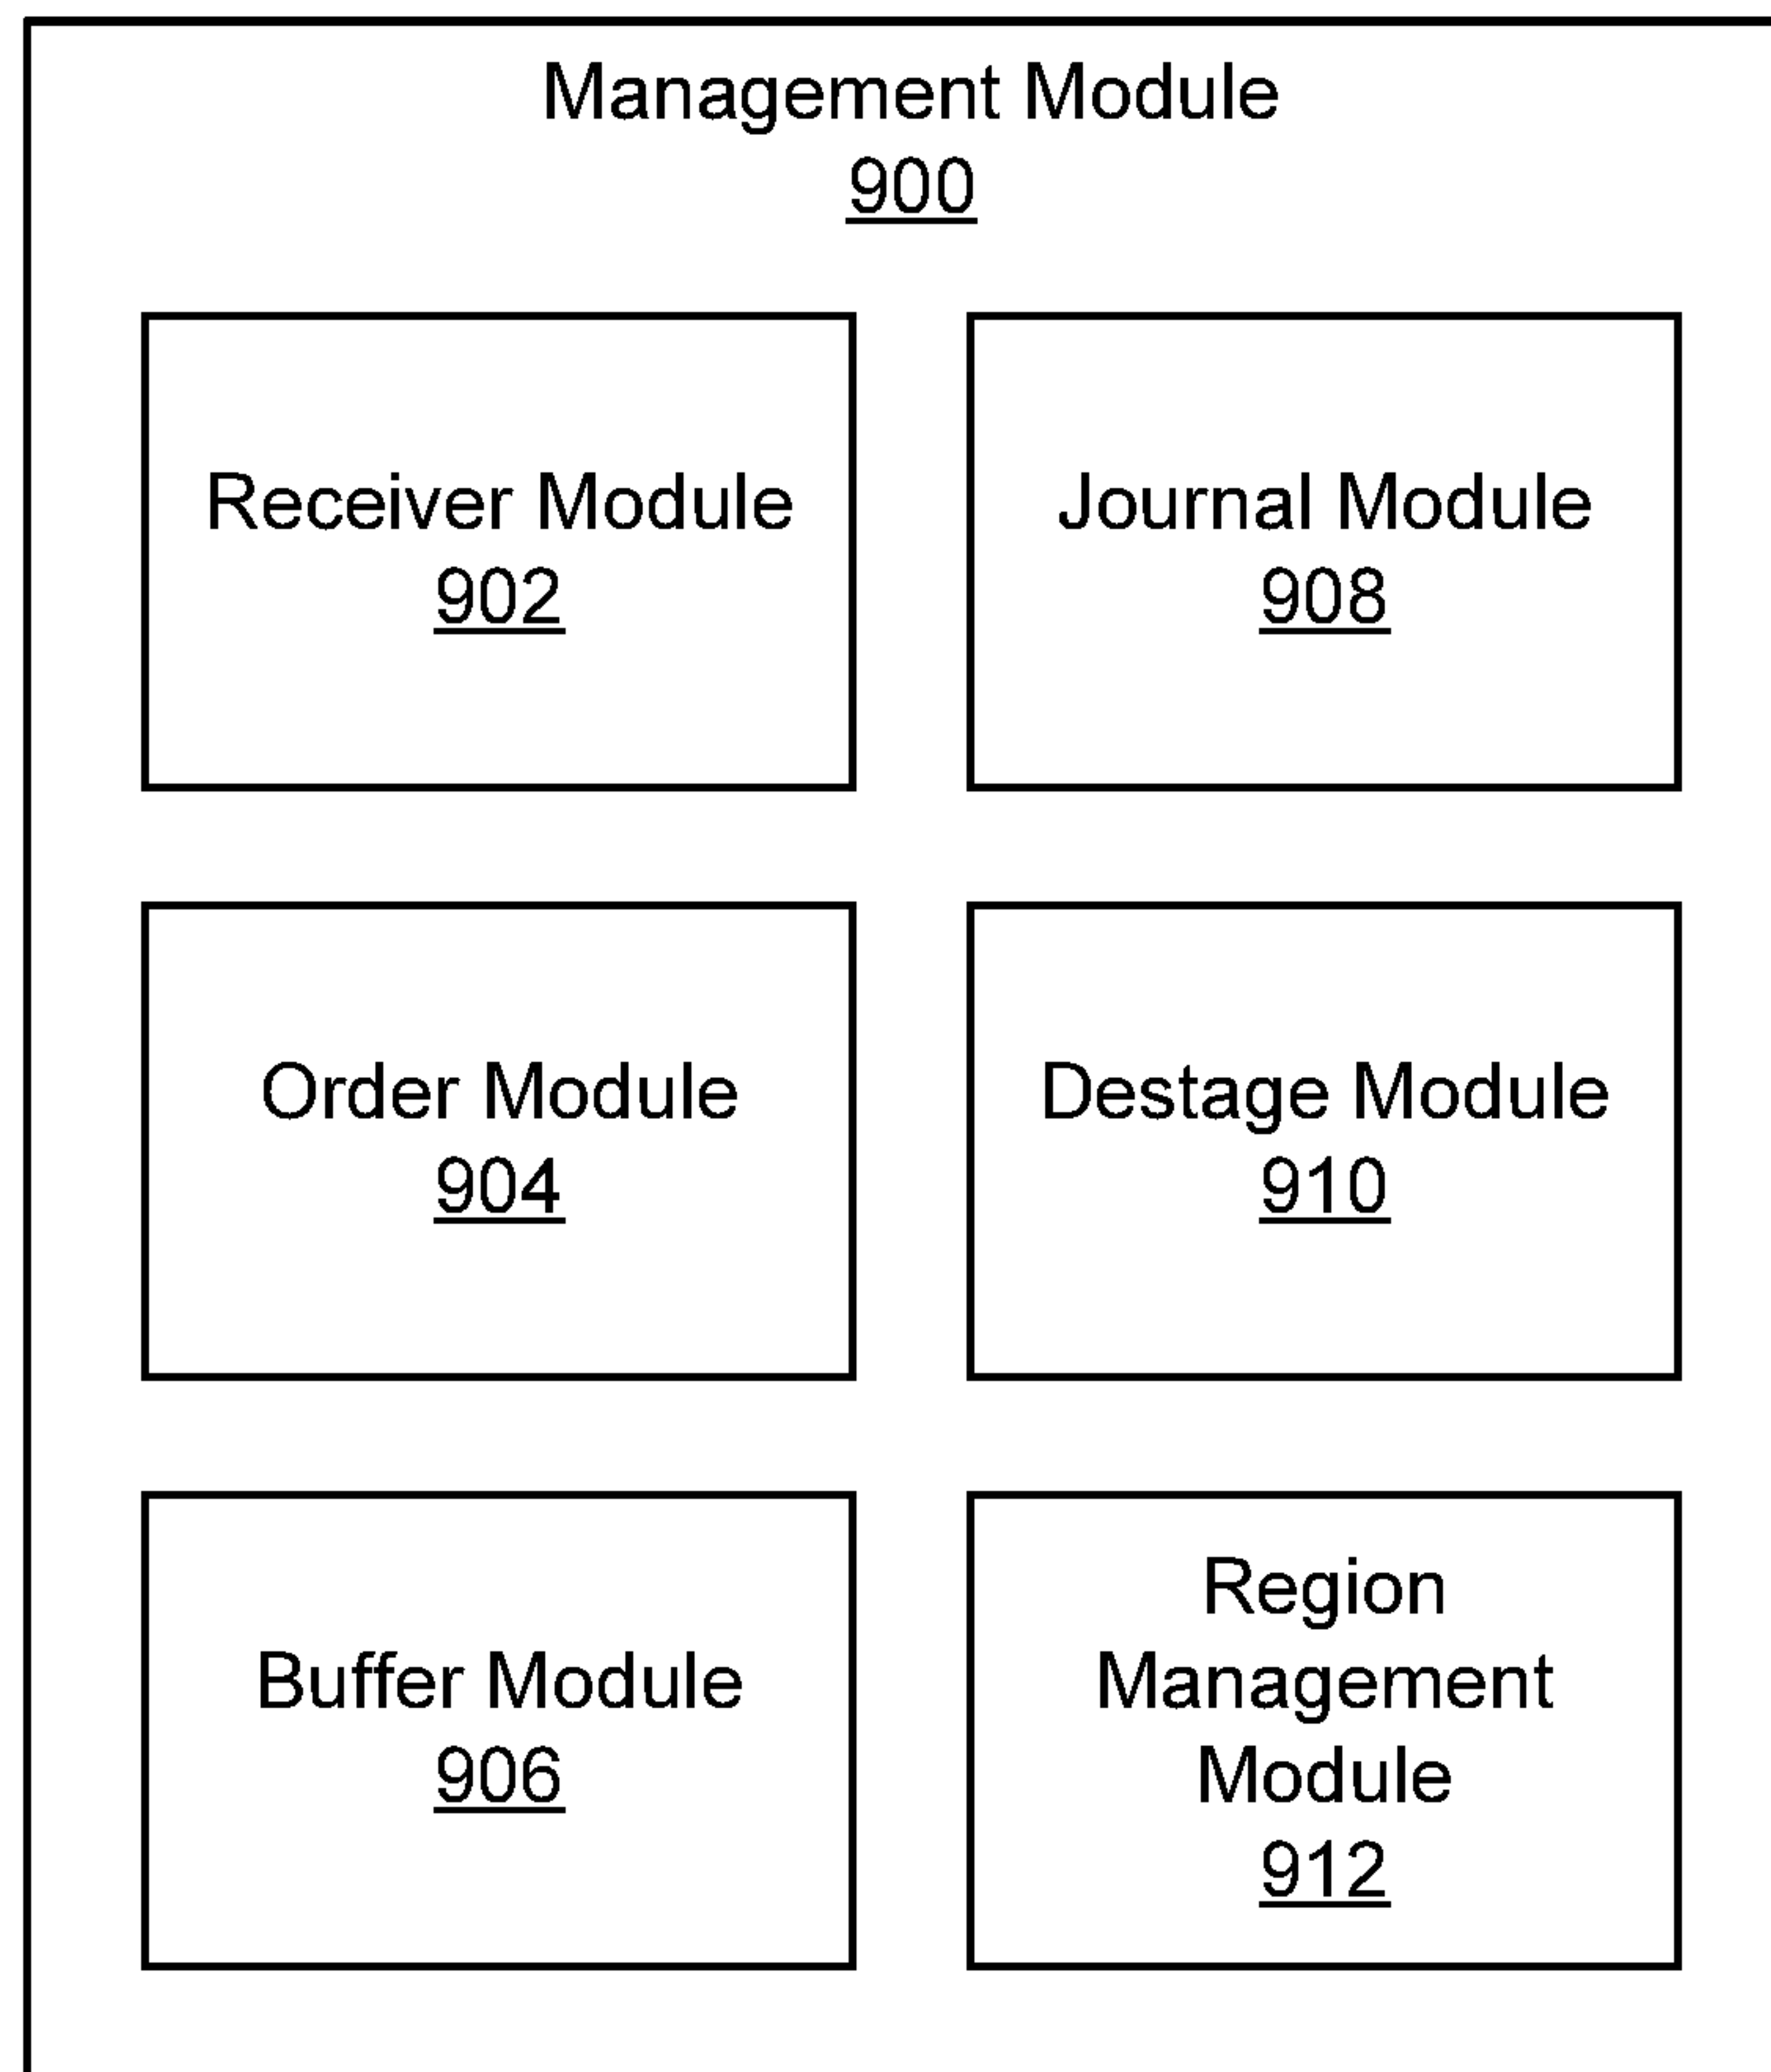 Management Module
900
Receiver Module
902
Journal Module
908
Order Module
904
Destage Module
910
Buffer Module
906
Region
Management
Module
912